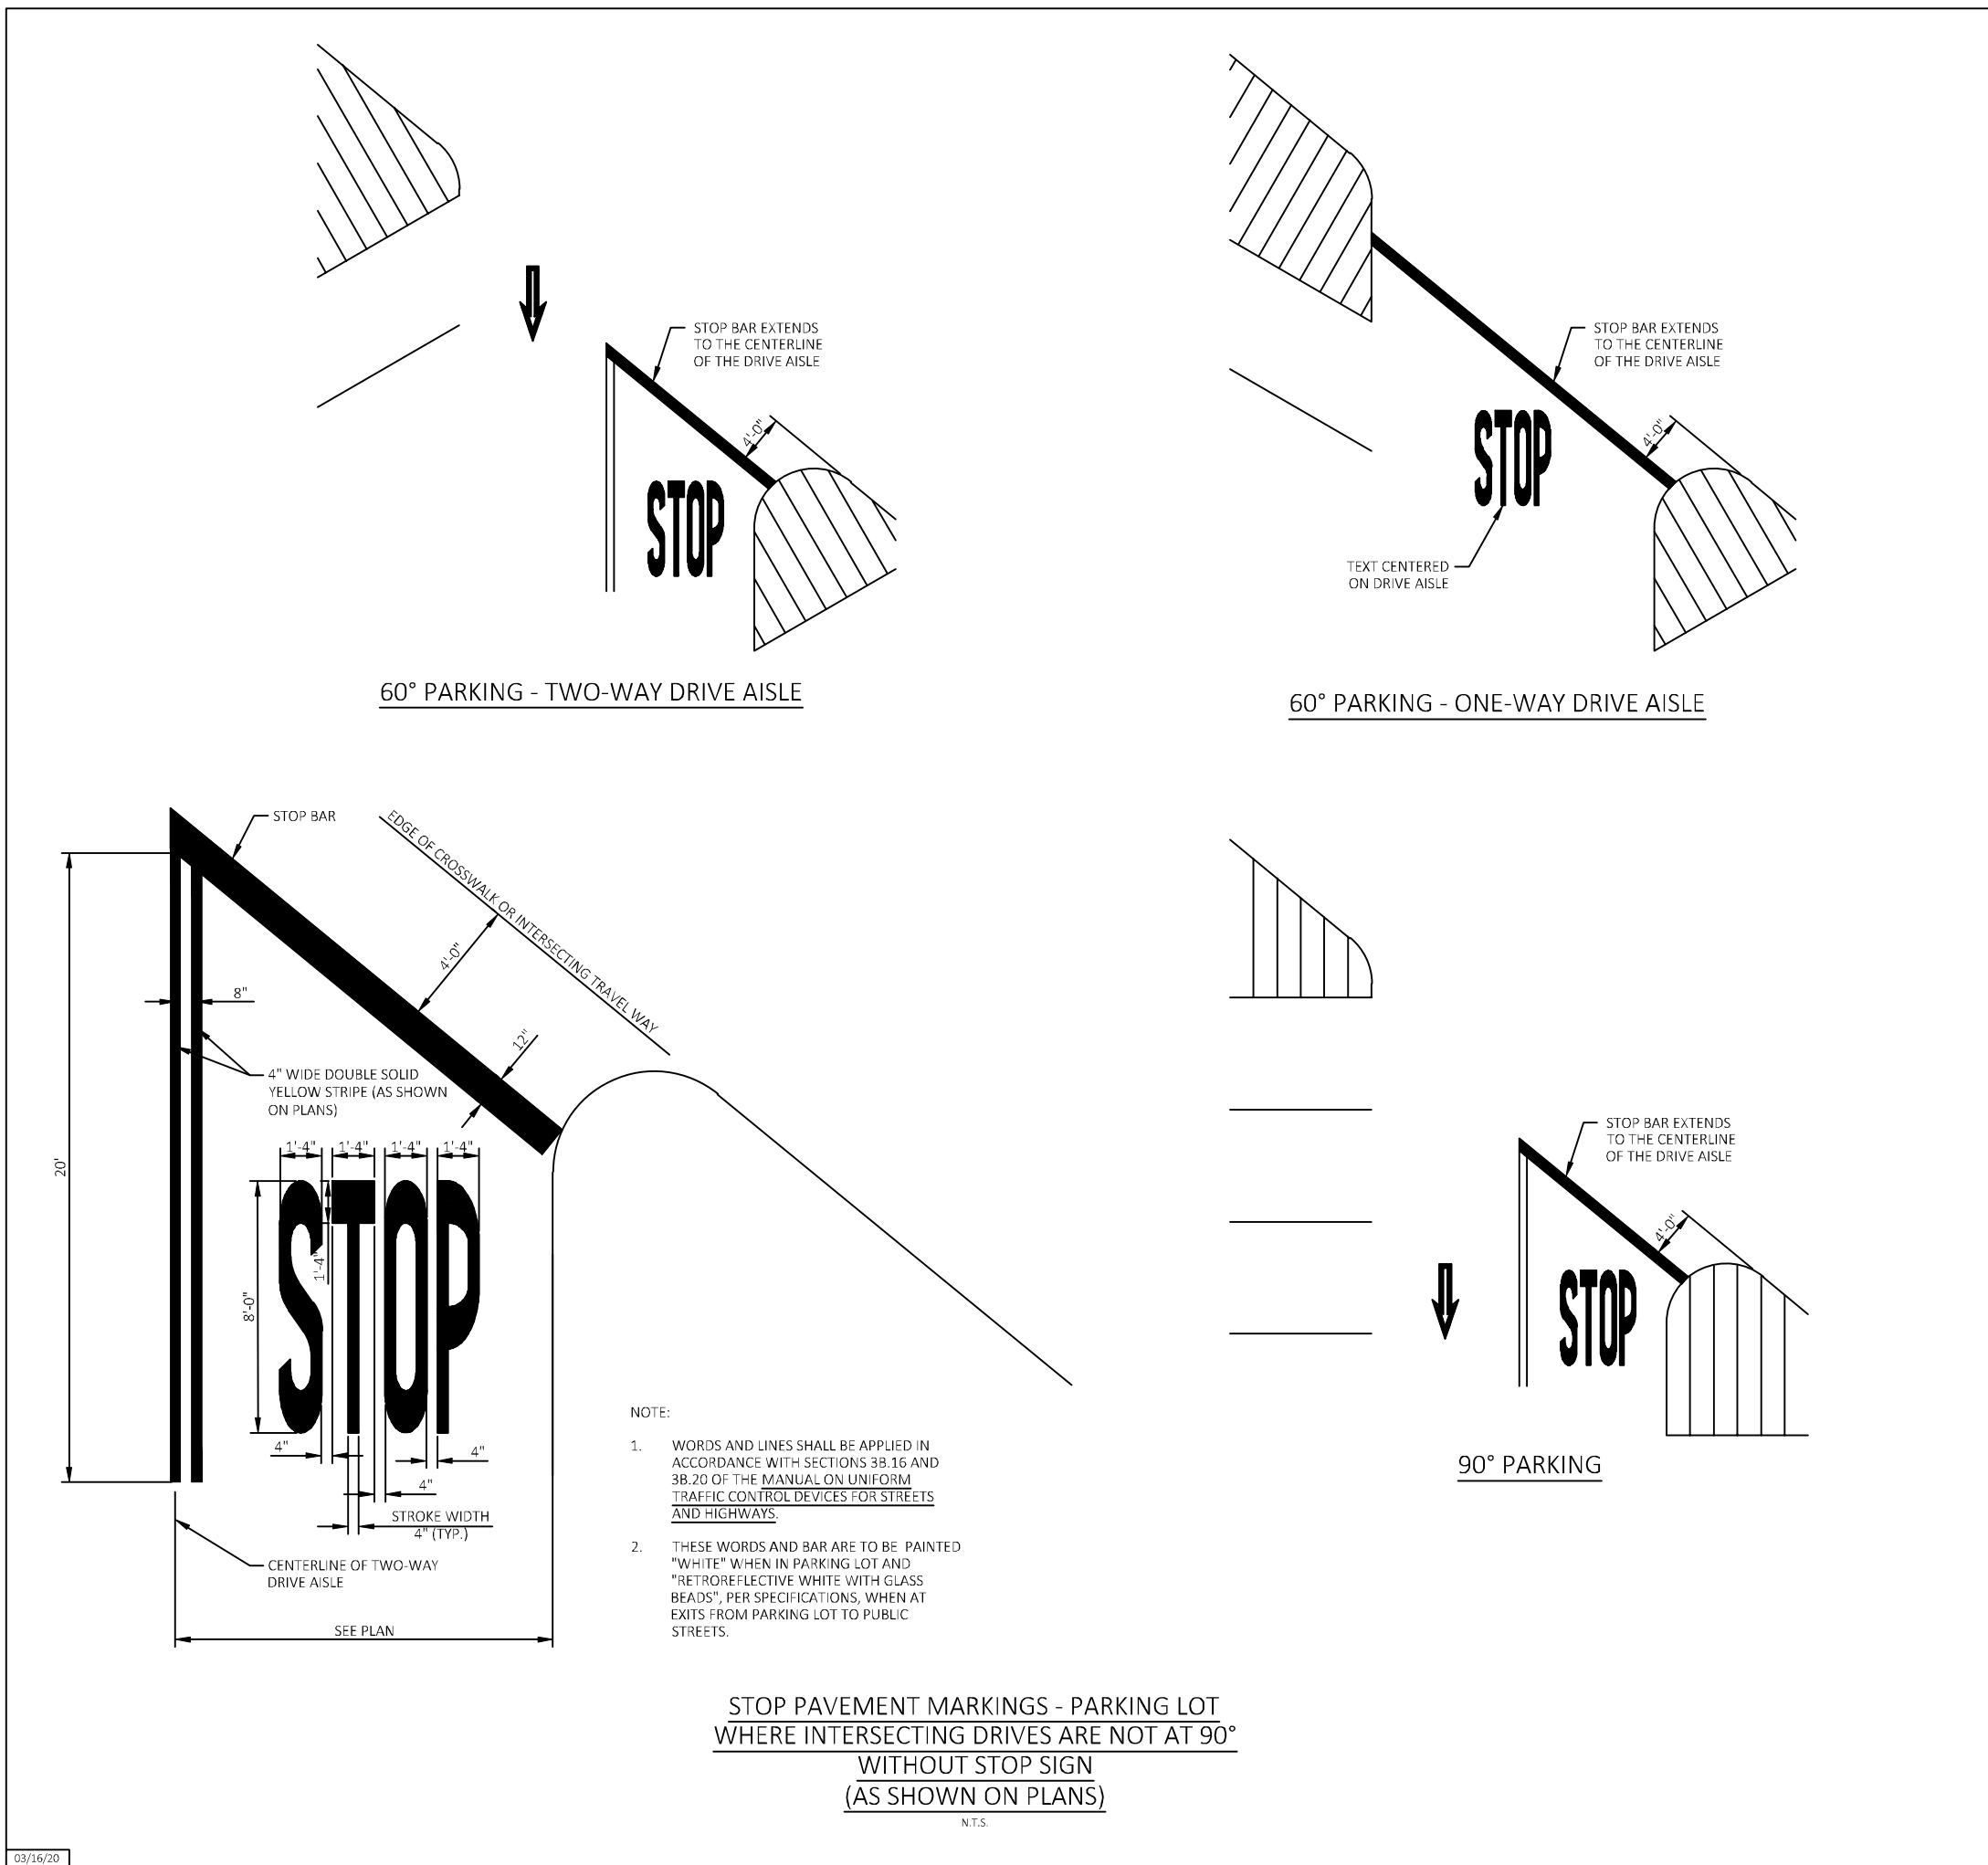 STOP BAR EXTENDS
TO THE CENTERLINE
OF THE DRIVE AISLE
4'-0"
STOP
60° PARKING - TWO-WAY DRIVE AISLE
STOP BAR EXTENDS
TO THE CENTERLINE
OF THE DRIVE AISLE
4'-0"
STOP
TEXT CENTERED
ON DRIVE AISLE
60° PARKING - ONE-WAY DRIVE AISLE
STOP BAR
EDGE OF CROSSWALK OR INTERSECTING TRAVEL WAY
4'-0"
8"
12"
4" WIDE DOUBLE SOLID
YELLOW STRIPE (AS SHOWN
ON PLANS)
20'
1'-4" 1'-4" 1'-4" 1'-4"
1'-4"
8'-0"
STOP
4"
4"
4"
STROKE WIDTH
4" (TYP.)
CENTERLINE OF TWO-WAY
DRIVE AISLE
SEE PLAN
NOTE:
1. WORDS AND LINES SHALL BE APPLIED IN
ACCORDANCE WITH SECTIONS 3B.16 AND
3B.20 OF THE MANUAL ON UNIFORM
TRAFFIC CONTROL DEVICES FOR STREETS
AND HIGHWAYS.
2. THESE WORDS AND BAR ARE TO BE PAINTED
"WHITE" WHEN IN PARKING LOT AND
"RETROREFLECTIVE WHITE WITH GLASS
BEADS", PER SPECIFICATIONS, WHEN AT
EXITS FROM PARKING LOT TO PUBLIC
STREETS.
STOP BAR EXTENDS
TO THE CENTERLINE
OF THE DRIVE AISLE
4'-0"
STOP
90° PARKING
STOP PAVEMENT MARKINGS - PARKING LOT
WHERE INTERSECTING DRIVES ARE NOT AT 90°
WITHOUT STOP SIGN
(AS SHOWN ON PLANS)
N.T.S.
03/16/20